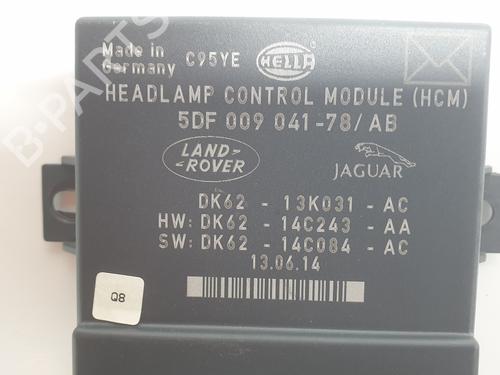 Made in
Germany
C95YE
HELLA
HEADLAMP CONTROL MODULE (HCM)
5DF 009 041-78/AB
LAND-
-ROVER
JAGUAR
DK62 - 13K031 - AC
HW: DK62 - 14C243 - AA
SW: DK62 - 14C084 - AC
13.06.14
Q8
B-PARTS